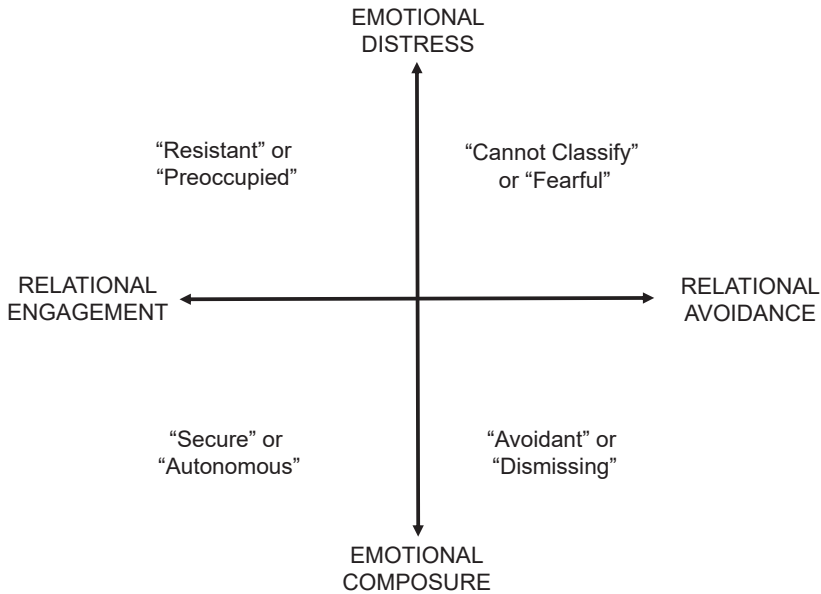 EMOTIONAL
DISTRESS
“Resistant” or
“Preoccupied”
“Cannot Classify”
or “Fearful”
RELATIONAL
ENGAGEMENT
RELATIONAL
AVOIDANCE
“Secure” or
“Autonomous”
“Avoidant” or
“Dismissing”
EMOTIONAL
COMPOSURE